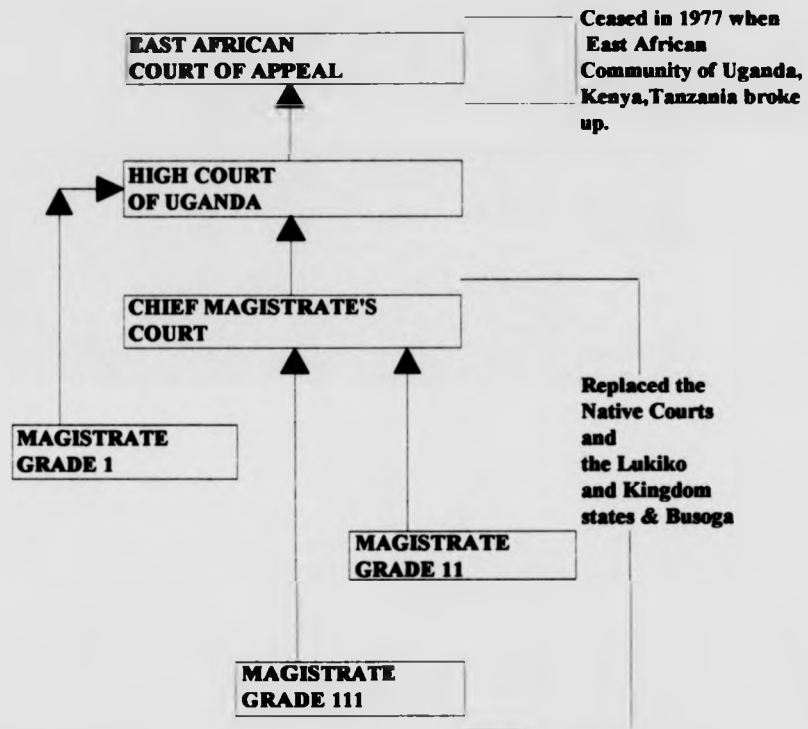 EAST AFRICAN
COURT OF APPEAL
Ceased in 1977 when
East African
Community of Uganda,
Kenya,Tanzania broke
up.
HIGH COURT
OF UGANDA
CHIEF MAGISTRATE'S
COURT
Replaced the
Native Courts
and
the Lukiko
and Kingdom
states & Busoga
MAGISTRATE
GRADE 1
MAGISTRATE
GRADE 11
MAGISTRATE
GRADE 111